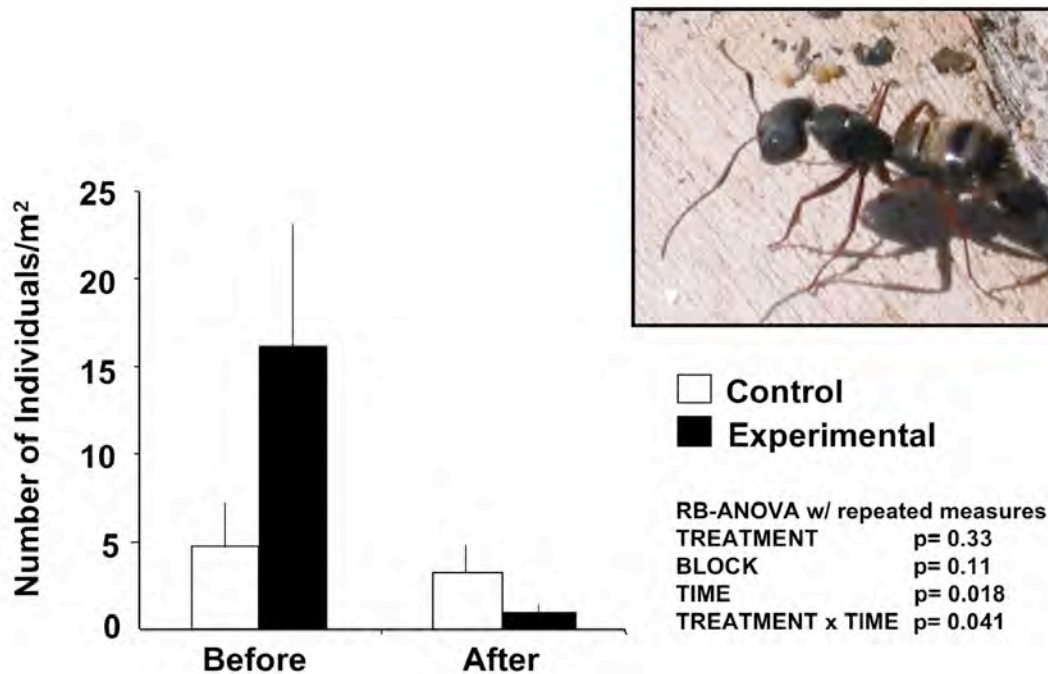 Number of Individuals/m²
25
20
15
10
5
0
Before After
Control
Experimental
RB-ANOVA w/ repeated measures
TREATMENT p= 0.33
BLOCK p= 0.11
TIME p= 0.018
TREATMENT x TIME p= 0.041